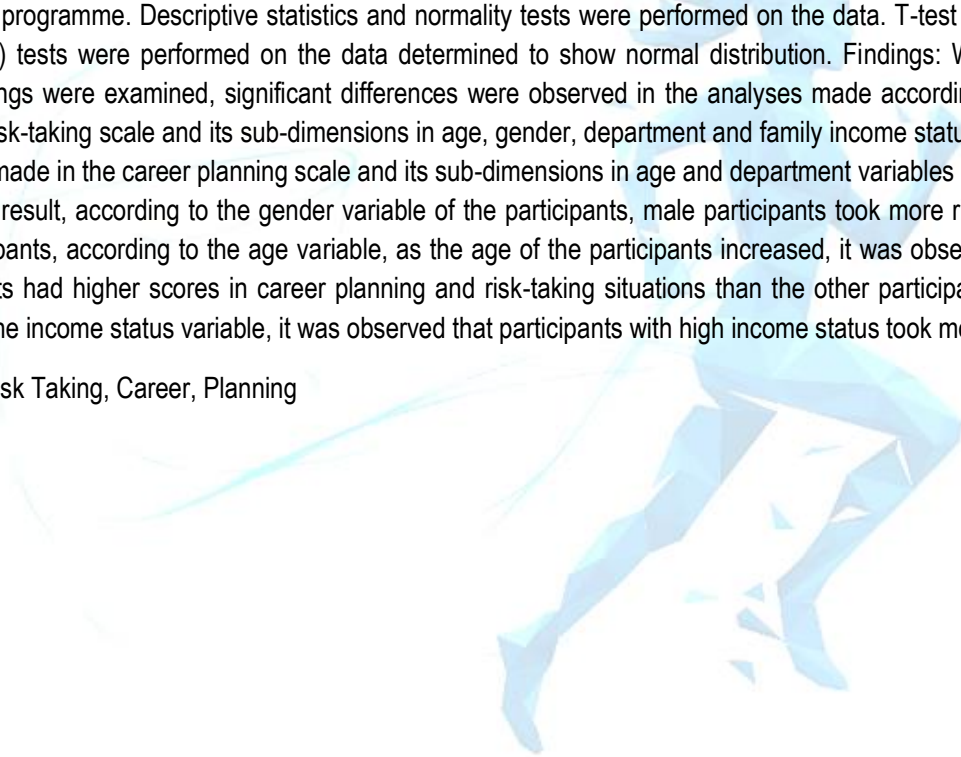 programme. Descriptive statistics and normality tests were performed on the data. T-test
) tests were performed on the data determined to show normal distribution. Findings: W
ngs were examined, significant differences were observed in the analyses made accordin
sk-taking scale and its sub-dimensions in age, gender, department and family income statu
made in the career planning scale and its sub-dimensions in age and department variables
result, according to the gender variable of the participants, male participants took more r
pants, according to the age variable, as the age of the participants increased, it was obse
ts had higher scores in career planning and risk-taking situations than the other participa
he income status variable, it was observed that participants with high income status took mo
sk Taking, Career, Planning